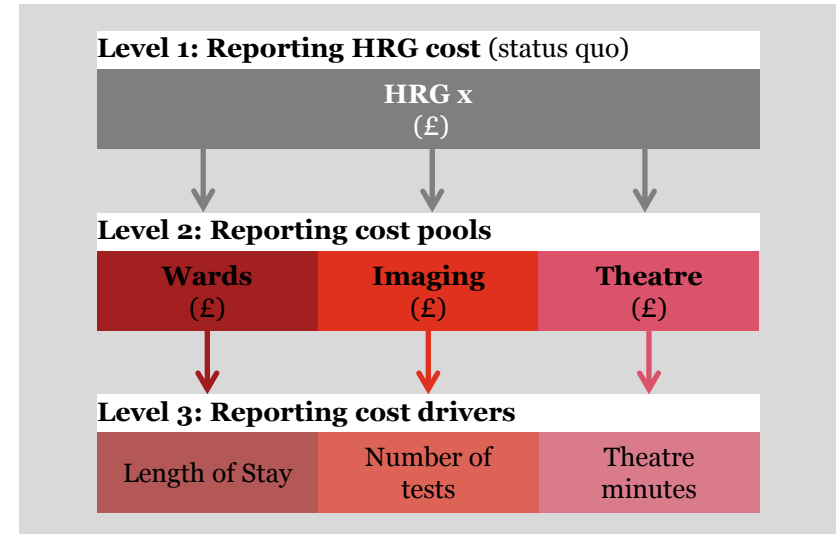 Level 1: Reporting HRG cost (status quo)
HRG x
(£)
Level 2: Reporting cost pools
Wards
(£)
Imaging
(£)
Theatre
(£)
Level 3: Reporting cost drivers
Length of Stay
Number of
tests
Theatre
minutes